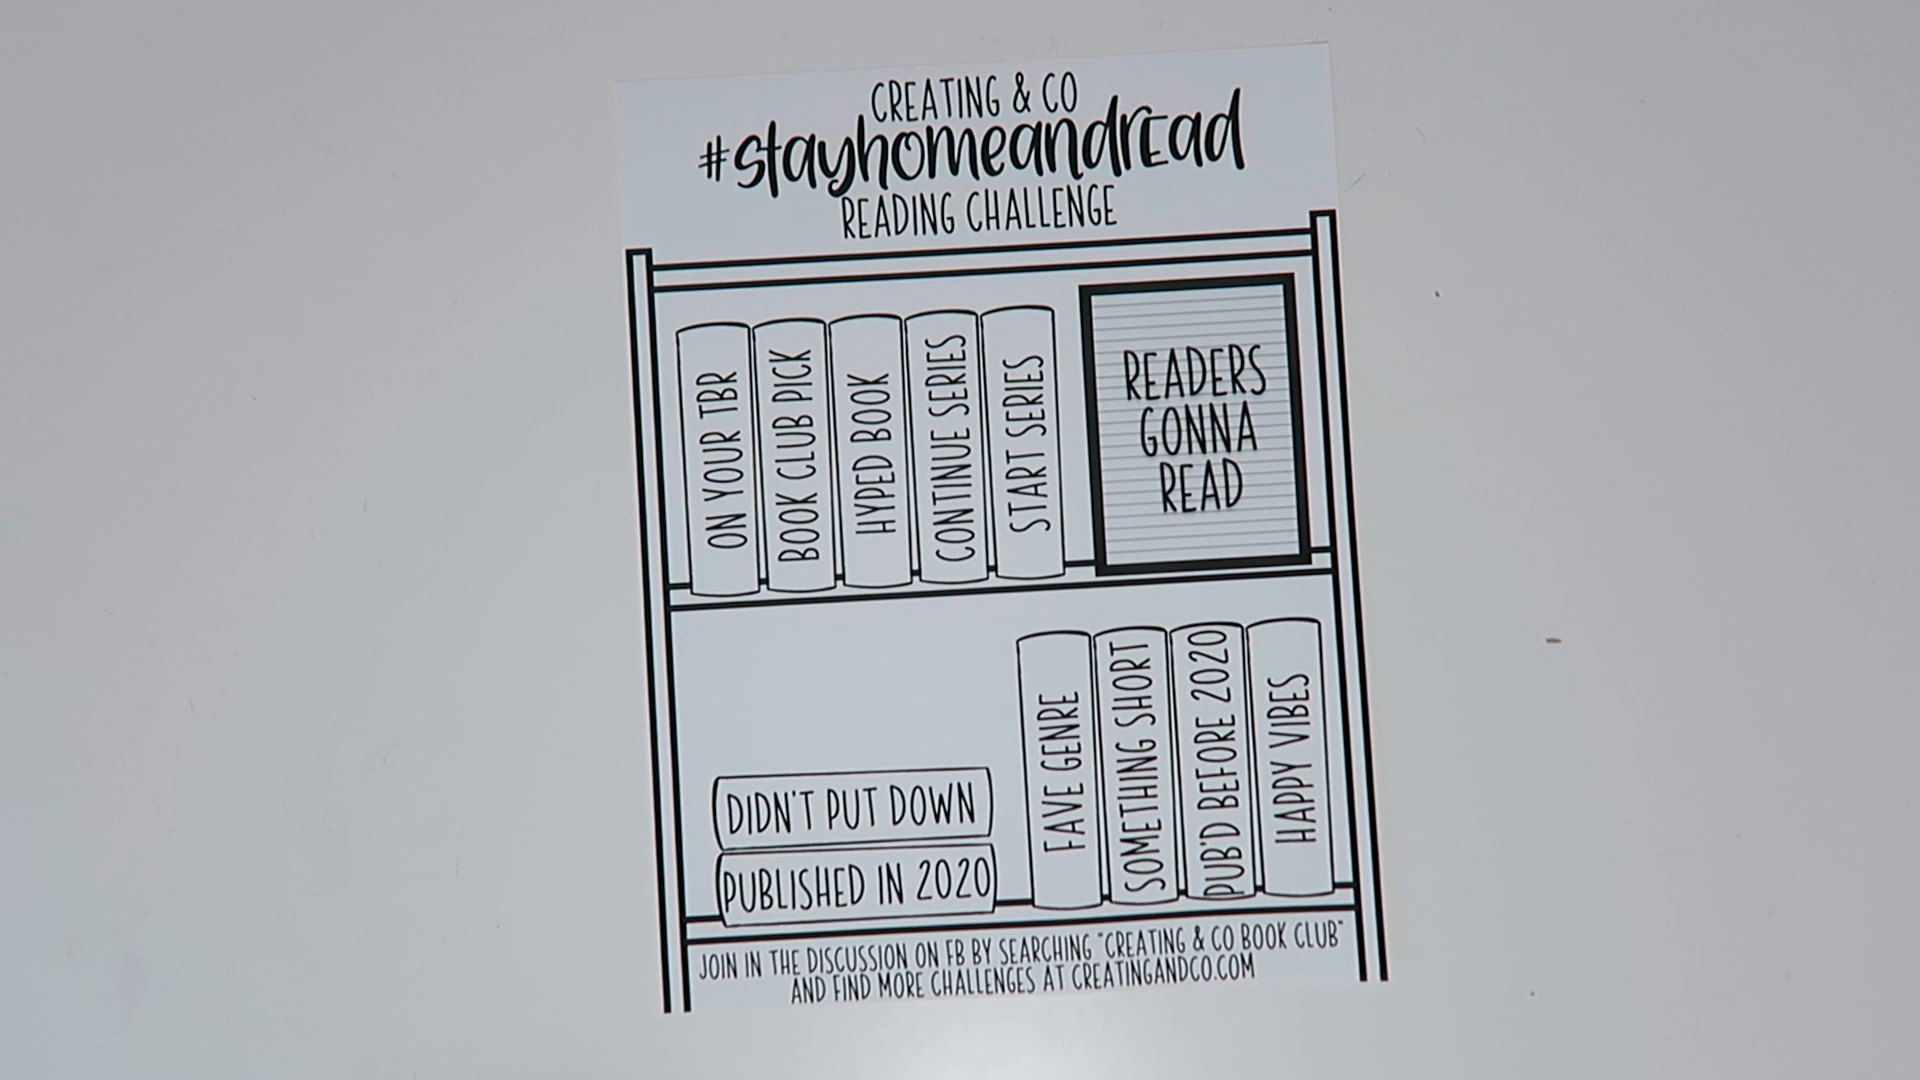 CREATING & CO
#stayhomeandread
READING CHALLENGE
ON YOUR TBR
BOOK CLUB PICK
HYPED BOOK
CONTINUE SERIES
START SERIES
READERS
GONNA
READ
DIDN'T PUT DOWN
PUBLISHED IN 2020
FAVE GENRE
SOMETHING SHORT
PUB'D BEFORE 2020
HAPPY VIBES
JOIN IN THE DISCUSSION ON FB BY SEARCHING "CREATING & CO BOOK CLUB"
AND FIND MORE CHALLENGES AT CREATINGANDCO.COM